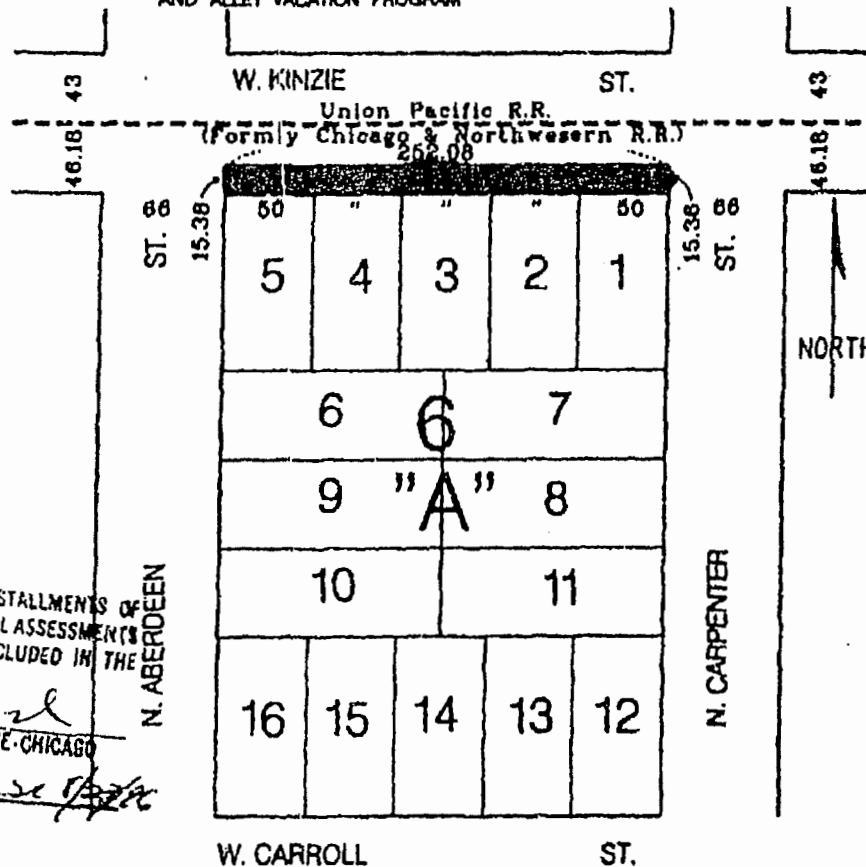 AND ALLEY VACATION PROGRAM
W. KINZIE ST.
43 43
Union Pacific R.R.
(Formly Chicago & Northwesern R.R.)
252.08
46.18 46.18
66 15.38 50 " " " 50 15.38 66
ST. ST.
5 4 3 2 1
NORTH
6 6 7
9 "A" 8
10 11
STALLMENTS OF
L ASSESSMENTS
CLUDED IN THE
N. ABERDEEN
N. CARPENTER
16 15 14 13 12
E-CHICAGO
W. CARROLL ST.